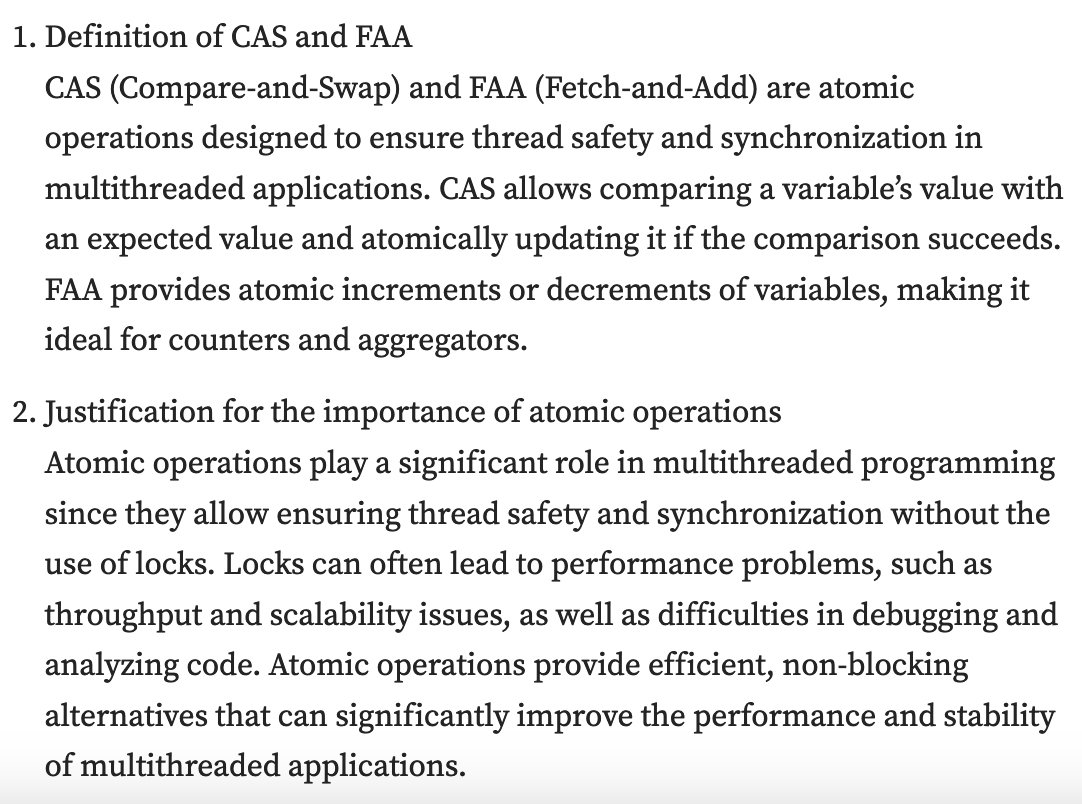 1. Definition of CAS and FAA
CAS (Compare-and-Swap) and FAA (Fetch-and-Add) are atomic
operations designed to ensure thread safety and synchronization in
multithreaded applications. CAS allows comparing a variable’s value with
an expected value and atomically updating it if the comparison succeeds.
FAA provides atomic increments or decrements of variables, making it
ideal for counters and aggregators.
2. Justification for the importance of atomic operations
Atomic operations play a significant role in multithreaded programming
since they allow ensuring thread safety and synchronization without the
use of locks. Locks can often lead to performance problems, such as
throughput and scalability issues, as well as difficulties in debugging and
analyzing code. Atomic operations provide efficient, non-blocking
alternatives that can significantly improve the performance and stability
of multithreaded applications.